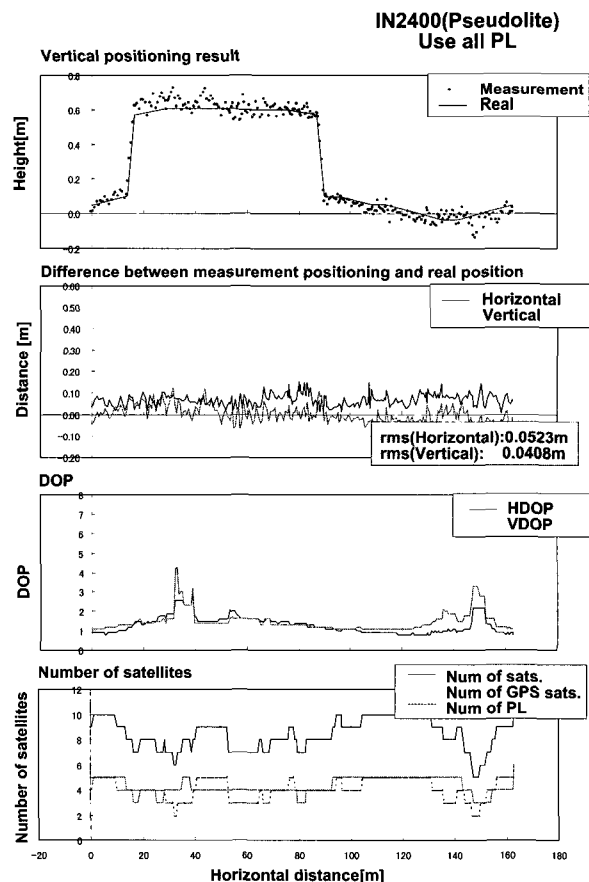 IN2400(Pseudolite)
Use all PL
Vertical positioning result
0.8
0.6
0.4
0.2
0.0
-0.2
Height[m]
Measurement
Real
Difference between measurement positioning and real position
0.60
0.50
0.40
0.30
0.20
0.10
0.00
-0.10
-0.20
Distance [m]
Horizontal
Vertical
rms(Horizontal):0.0523m
rms(Vertical): 0.0408m
DOP
8
7
6
5
4
3
2
1
0
DOP
HDOP
VDOP
Number of satellites
12
10
8
6
4
2
0
Number of satellites
Num of sats.
Num of GPS sats.
Num of PL
-20 0 20 40 60 80 100 120 140 160 180
Horizontal distance[m]